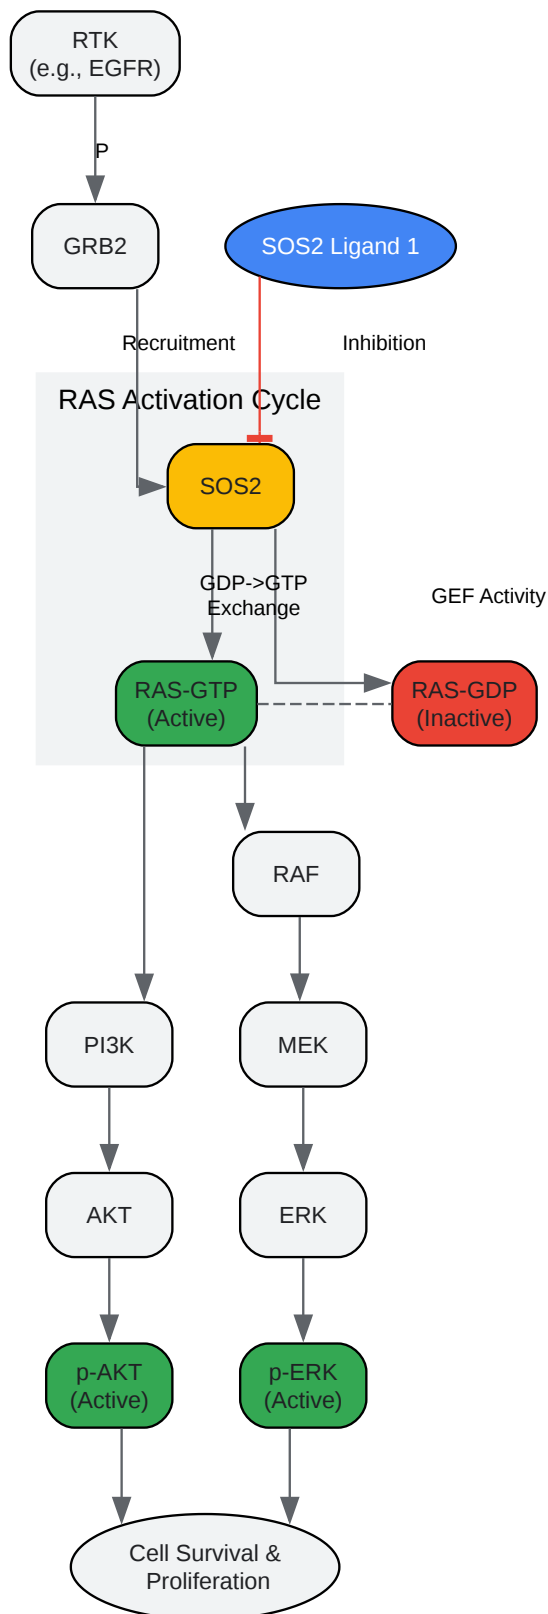 RTK
(e.g., EGFR)
P
GRB2
SOS2 Ligand 1
Recruitment
Inhibition
RAS Activation Cycle
SOS2
GDP->GTP
Exchange
GEF Activity
RAS-GTP
(Active)
RAS-GDP
(Inactive)
RAF
PI3K
MEK
AKT
ERK
p-AKT
(Active)
p-ERK
(Active)
Cell Survival &
Proliferation